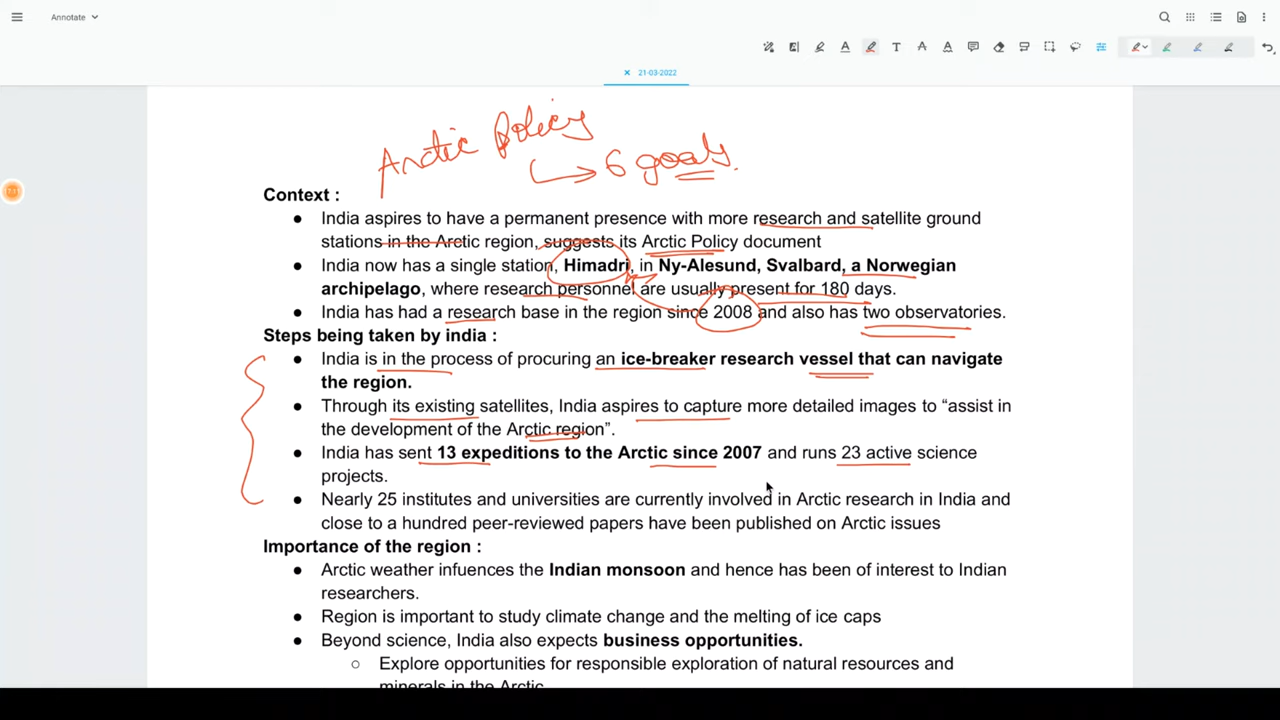 Annotate
21-03-2022
Arctic Policy
6 goals.
Context :
● India aspires to have a permanent presence with more research and satellite ground
stations in the Arctic region, suggests its Arctic Policy document
● India now has a single station, Himadri, in Ny-Alesund, Svalbard, a Norwegian
archipelago, where research personnel are usually present for 180 days.
● India has had a research base in the region since 2008 and also has two observatories.
Steps being taken by india :
● India is in the process of procuring an ice-breaker research vessel that can navigate
the region.
● Through its existing satellites, India aspires to capture more detailed images to “assist in
the development of the Arctic region”.
● India has sent 13 expeditions to the Arctic since 2007 and runs 23 active science
projects.
● Nearly 25 institutes and universities are currently involved in Arctic research in India and
close to a hundred peer-reviewed papers have been published on Arctic issues
Importance of the region :
● Arctic weather infuences the Indian monsoon and hence has been of interest to Indian
researchers.
● Region is important to study climate change and the melting of ice caps
● Beyond science, India also expects business opportunities.
○ Explore opportunities for responsible exploration of natural resources and
minerals in the Arctic